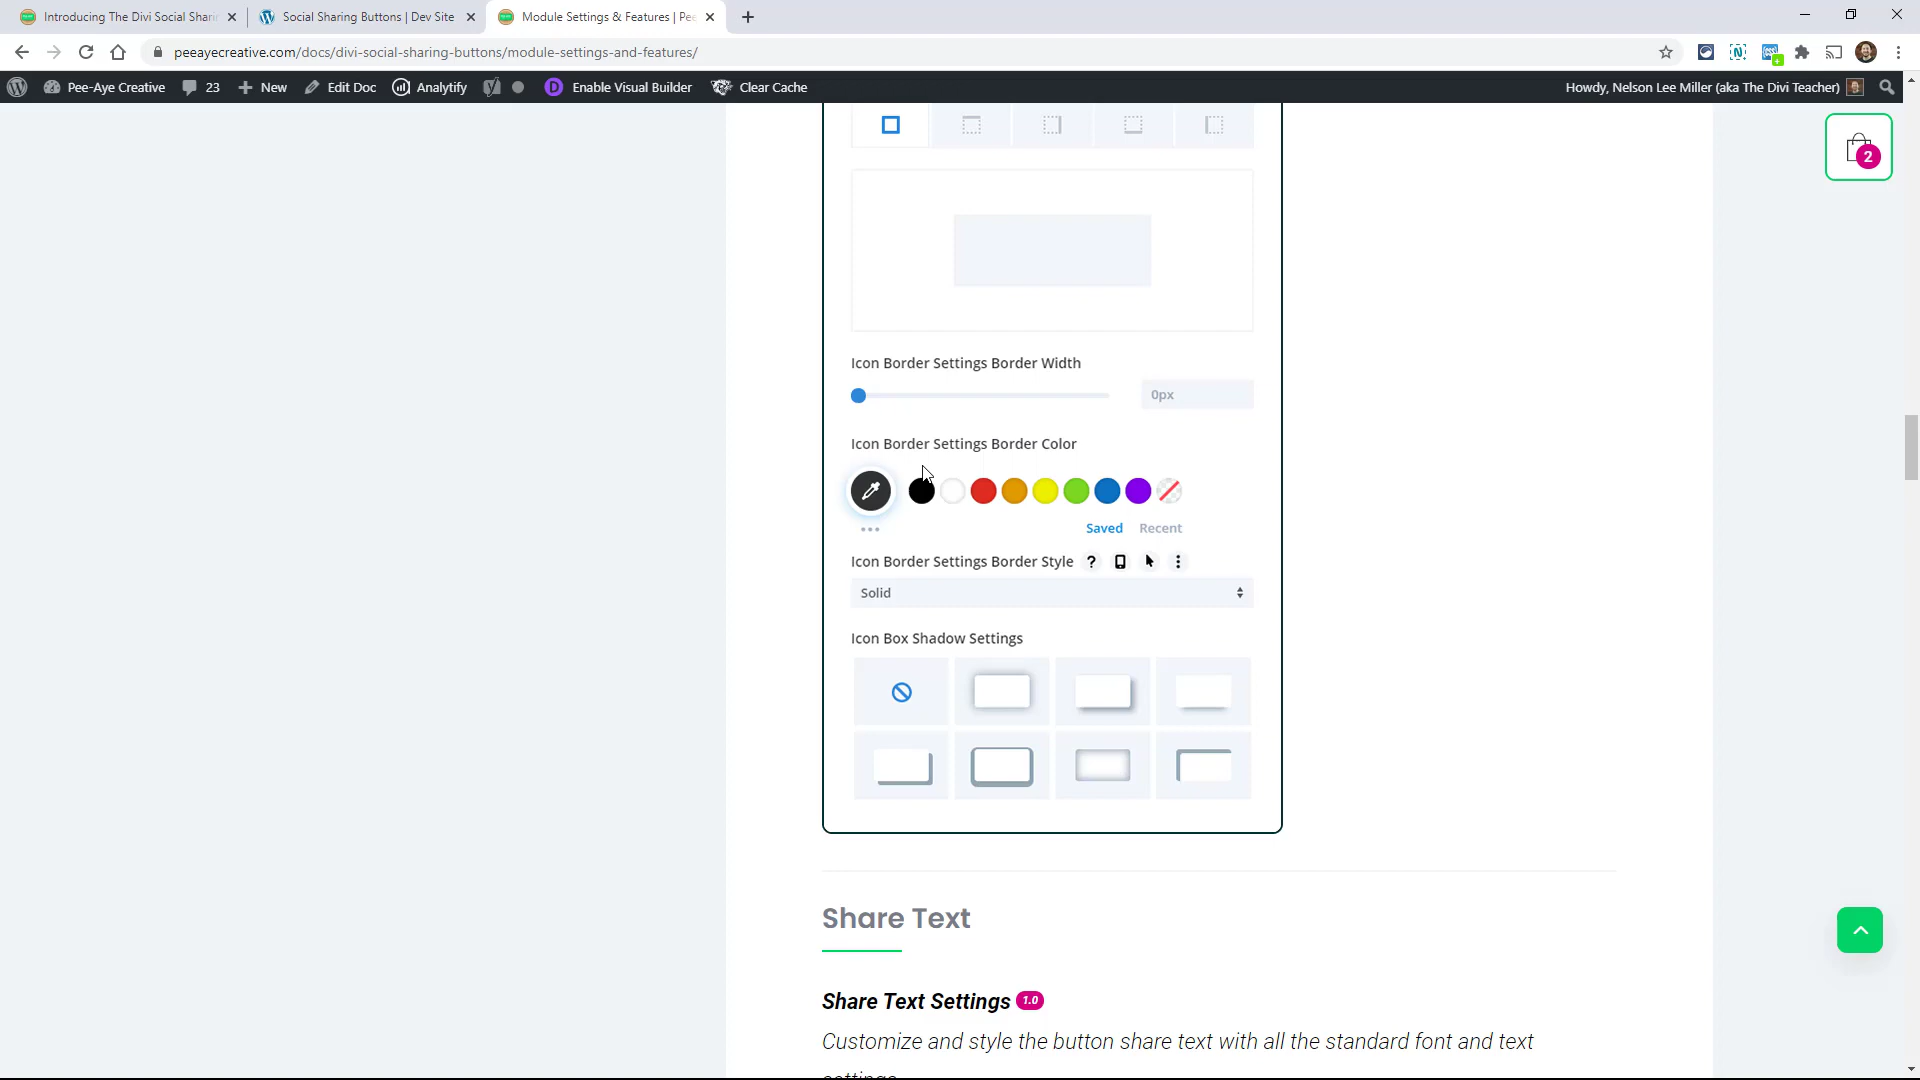 Introducing The Divi Social Shari
Social Sharing Buttons | Dev Site
Module Settings & Features | Pee
peeayecreative.com/docs/divi-social-sharing-buttons/module-settings-and-features/
Pee-Aye Creative
23
New
Edit Doc
Analytify
Enable Visual Builder
Clear Cache
Howdy, Nelson Lee Miller (aka The Divi Teacher)
2
Icon Border Settings Border Width
0px
Icon Border Settings Border Color
Saved
Recent
Icon Border Settings Border Style
Solid
Icon Box Shadow Settings
Share Text
Share Text Settings 1.0
Customize and style the button share text with all the standard font and text